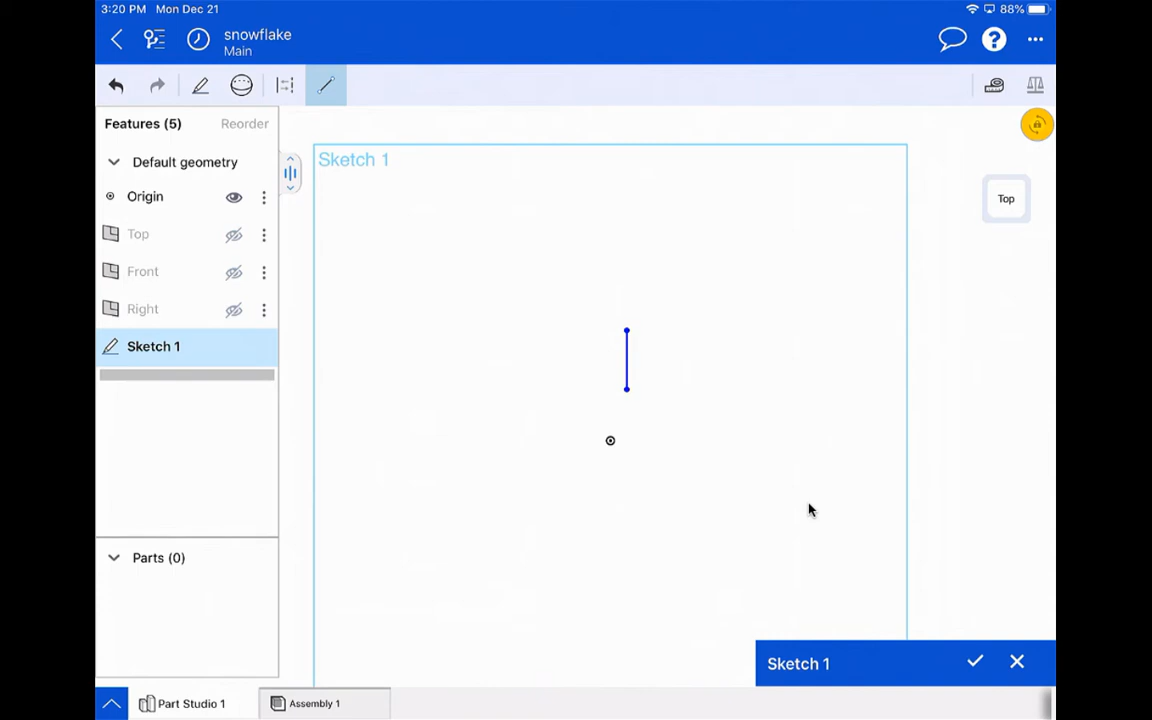 3:20 PM Mon Dec 21
88%
snowflake
Main
?
Features (5)
Reorder
Default geometry
Origin
Top
Front
Right
Sketch 1
Parts (0)
Sketch 1
Top
Sketch 1
Part Studio 1
Assembly 1